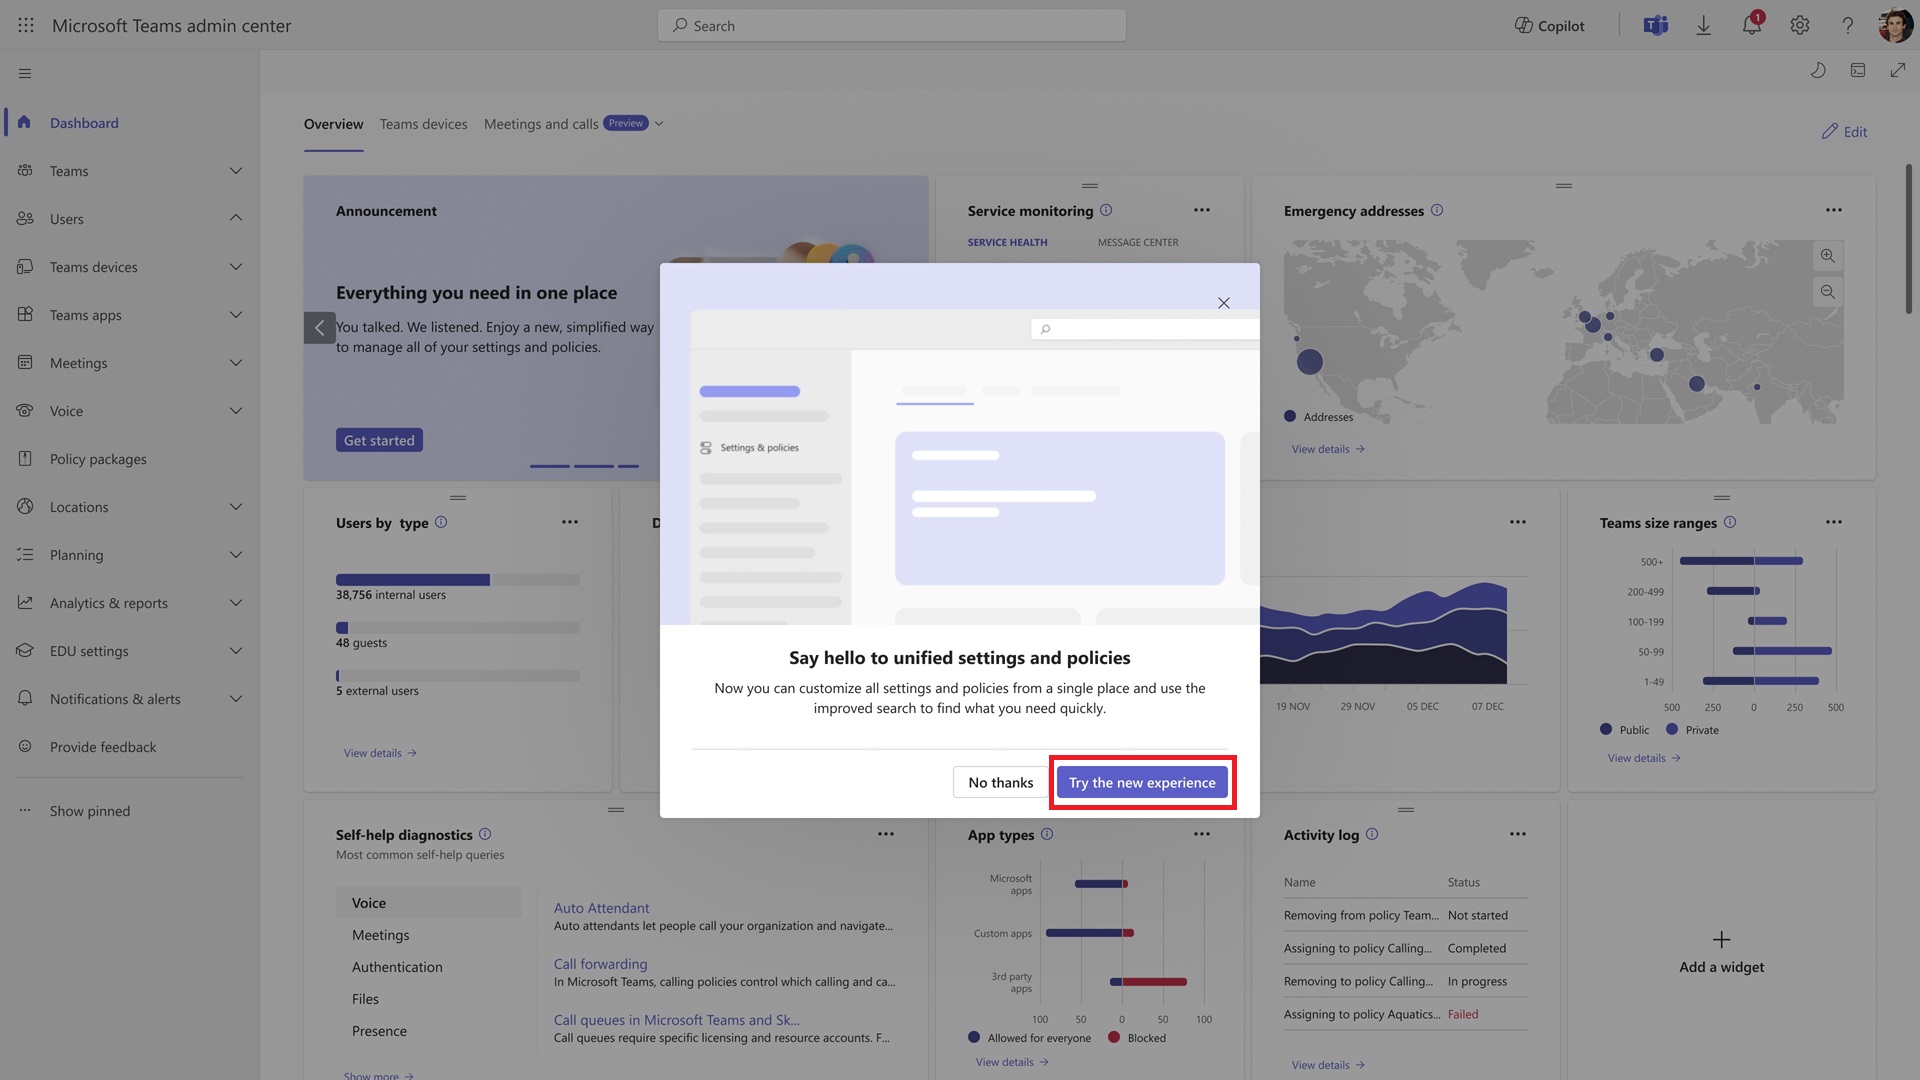 Microsoft Teams admin center
Search
Copilot
1
Dashboard
Teams
Users
Teams devices
Teams apps
Meetings
Voice
Policy packages
Locations
Planning
Analytics & reports
EDU settings
Notifications & alerts
Provide feedback
Show pinned
Overview
Teams devices
Meetings and calls Preview
Edit
Announcement
Everything you need in one place
You talked. We listened. Enjoy a new, simplified way
to manage all of your settings and policies.
Get started
Service monitoring
SERVICE HEALTH
MESSAGE CENTER
Emergency addresses
Addresses
View details →
Settings & policies
Say hello to unified settings and policies
Now you can customize all settings and policies from a single place and use the
improved search to find what you need quickly.
No thanks
Try the new experience
Users by type
38,756 internal users
48 guests
5 external users
View details →
D
19 NOV
29 NOV
05 DEC
07 DEC
Teams size ranges
500+
200-499
100-199
50-99
1-49
500
250
0
250
500
Public
Private
View details →
Self-help diagnostics
Most common self-help queries
Voice
Meetings
Authentication
Files
Presence
Show more →
Auto Attendant
Auto attendants let people call your organization and navigate...
Call forwarding
In Microsoft Teams, calling policies control which calling and ca...
Call queues in Microsoft Teams and Sk...
Call queues require specific licensing and resource accounts. F...
App types
Microsoft
apps
Custom apps
3rd party
apps
100
50
0
50
100
Allowed for everyone
Blocked
View details →
Activity log
Name
Status
Removing from policy Team... Not started
Assigning to policy Calling... Completed
Removing to policy Calling... In progress
Assigning to policy Aquatics... Failed
View details →
Add a widget